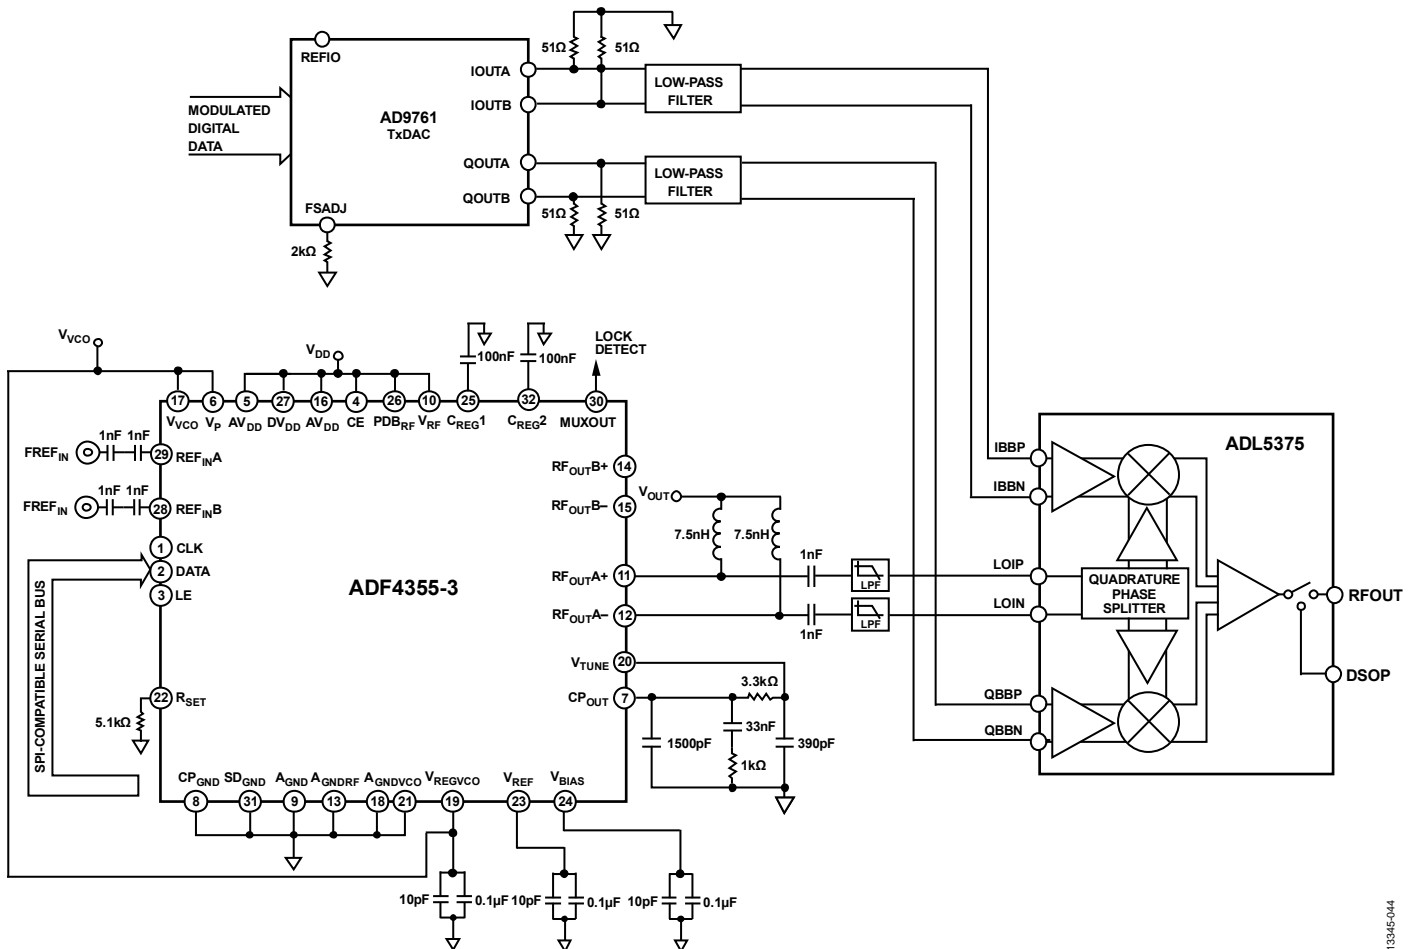 51Ω 51Ω
REFIO
IOUTA
LOW-PASS
FILTER
MODULATED
DIGITAL
DATA
AD9761
TxDAC
IOUTB
QOUTA
LOW-PASS
FILTER
QOUTB
FSADJ
51Ω 51Ω
2kΩ
VVCO
VDD
100nF 100nF
LOCK
DETECT
17 6 5 27 16 4 26 10 25 32 30
VVCO VP AVDD DVDD AVDD CE PDBRF VRF CREG1 CREG2 MUXOUT
1nF 1nF
FREFIN 29 REFINA
1nF 1nF
FREFIN 28 REFINB
1 CLK
2 DATA
3 LE
SPI-COMPATIBLE SERIAL BUS
22 RSET
5.1kΩ
ADF4355-3
RFOUTB+ 14
RFOUTB– 15
VOUT
7.5nH 7.5nH
RFOUTA+ 11
1nF
LPF
RFOUTA– 12
1nF
LPF
VTUNE 20
3.3kΩ
CPOUT 7
33nF
1500pF
390pF
1kΩ
CPGND SDGND AGND AGNDRF AGNDVCO VREGVCO VREF VBIAS
8 31 9 13 18 21 19 23 24
10pF 0.1µF 10pF 0.1µF 10pF 0.1µF
ADL5375
IBBP
IBBN
LOIP
LOIN
QUADRATURE
PHASE
SPLITTER
RFOUT
DSOP
QBBP
QBBN
13345-044